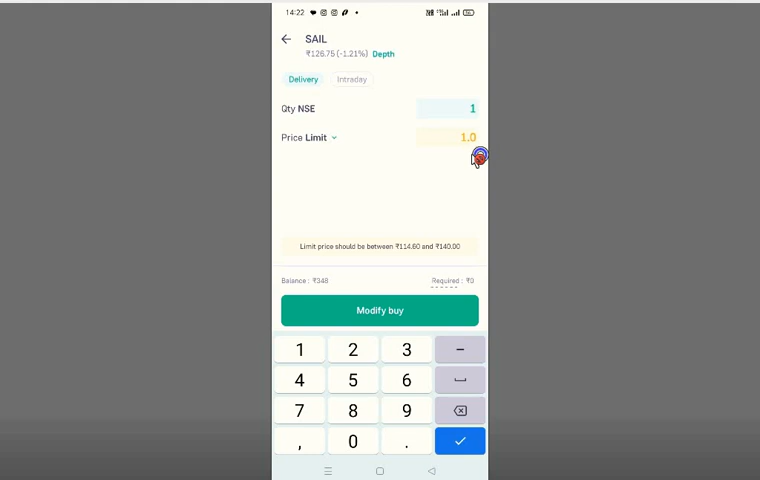 14:22
SAIL
₹126.75 (-1.21%) Depth
Delivery Intraday
Qty NSE 1
Price Limit 1.0
Limit price should be between ₹114.60 and ₹140.00
Balance : ₹348 Required : ₹0
Modify buy
1 2 3 –
4 5 6
7 8 9
, 0 .